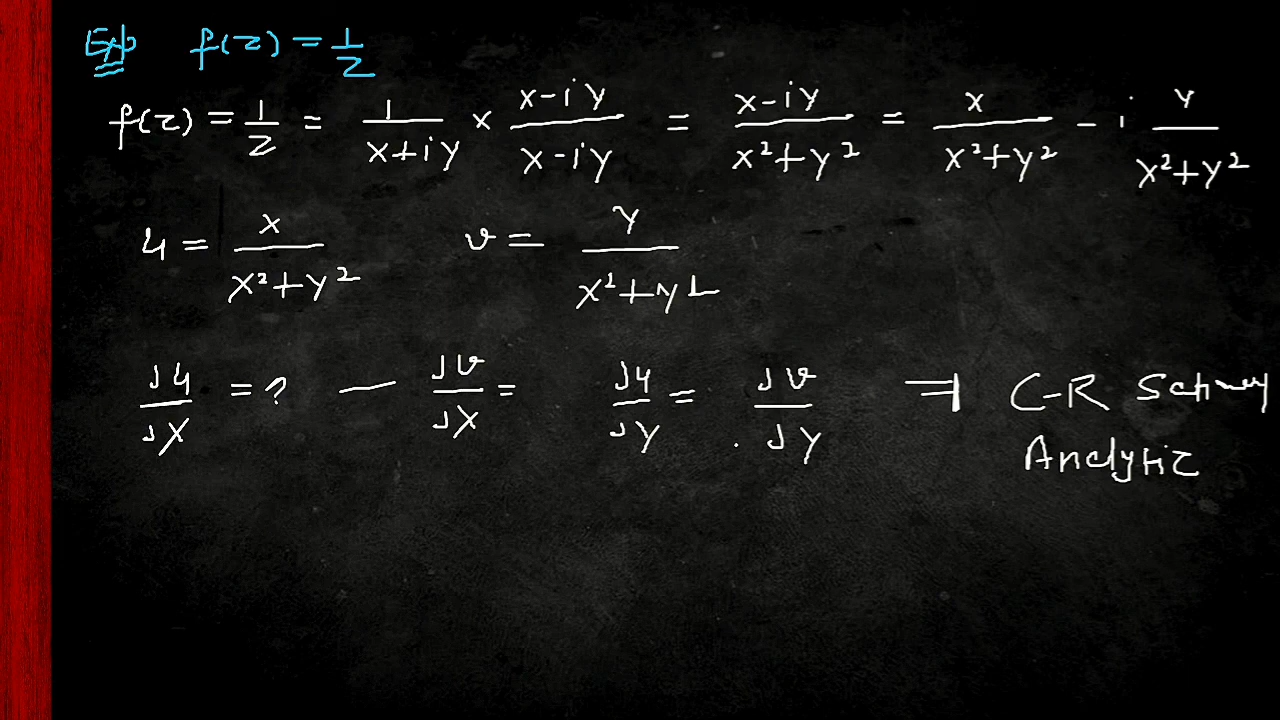 Exp f(z) = 1/z
f(z) = 1/z = 1/(x+iy) × (x-iy)/(x-iy) = (x-iy)/(x²+y²) = x/(x²+y²) - i y/(x²+y²)
u = x/(x²+y²) v = y/(x²+y²)
∂u/∂x = ? — ∂v/∂x = ∂u/∂y = ∂v/∂y ⇒ C-R
Analytic